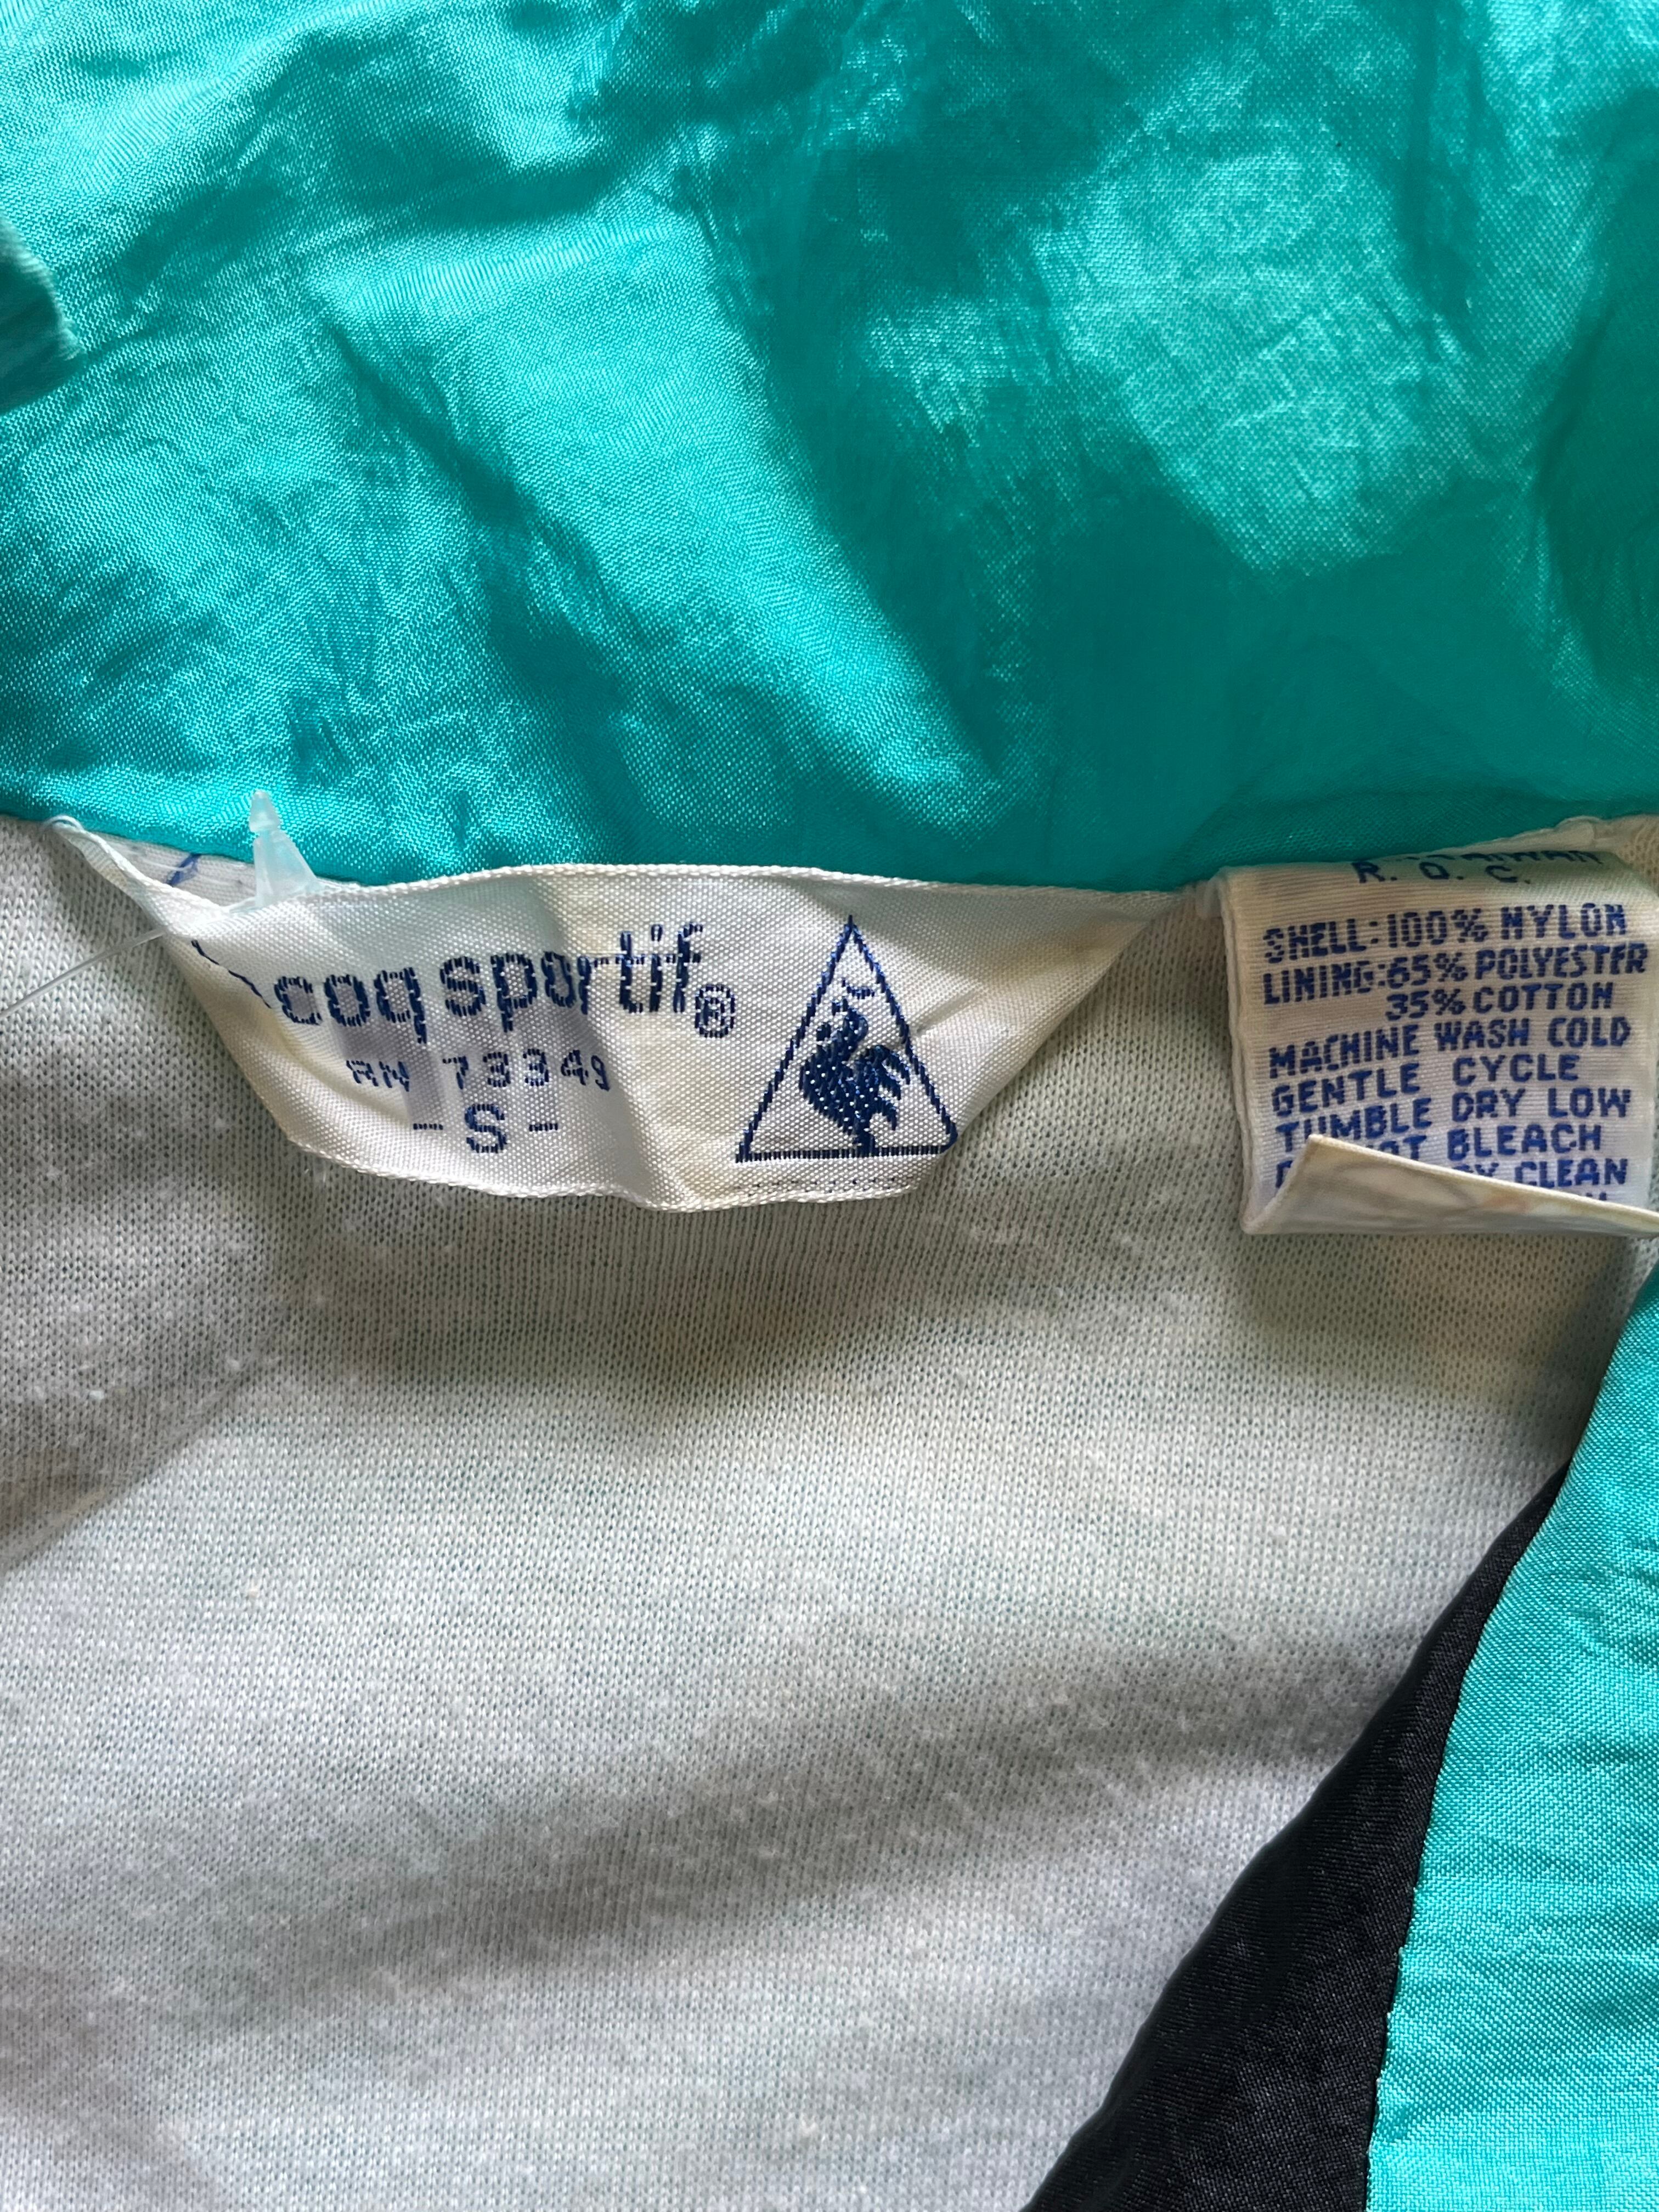 coq sportif®
RN 73349
- S -
R. O. C.
SHELL: 100% NYLON
LINING: 65% POLYESTER
35% COTTON
MACHINE WASH COLD
GENTLE CYCLE
TUMBLE DRY LOW
BLEACH
CLEAN